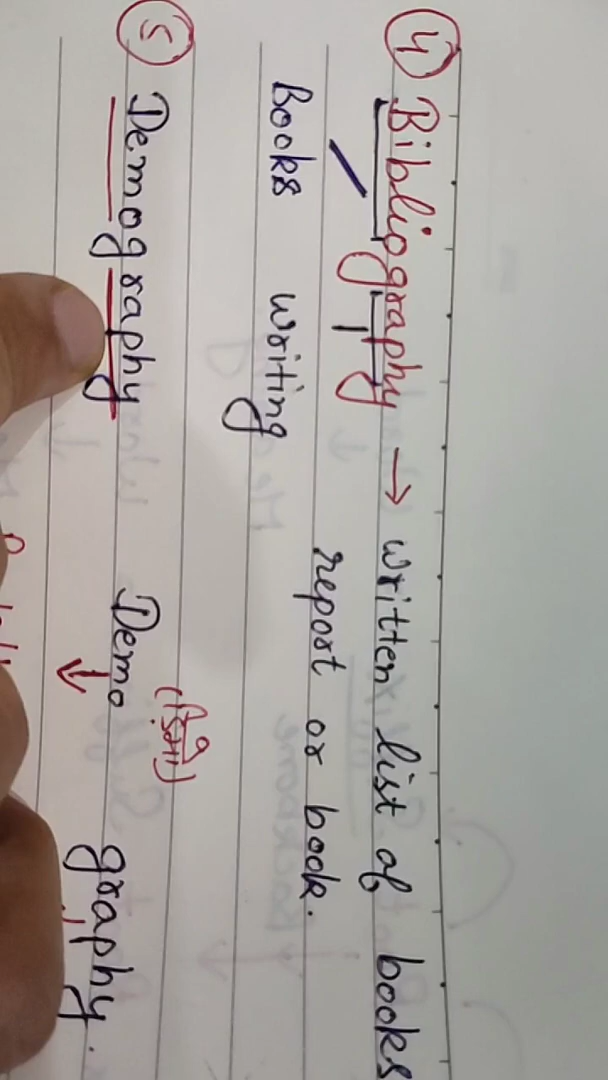 4 Bibliography → written list of books
report or book.
Books writing
5 Demography Demo graphy.